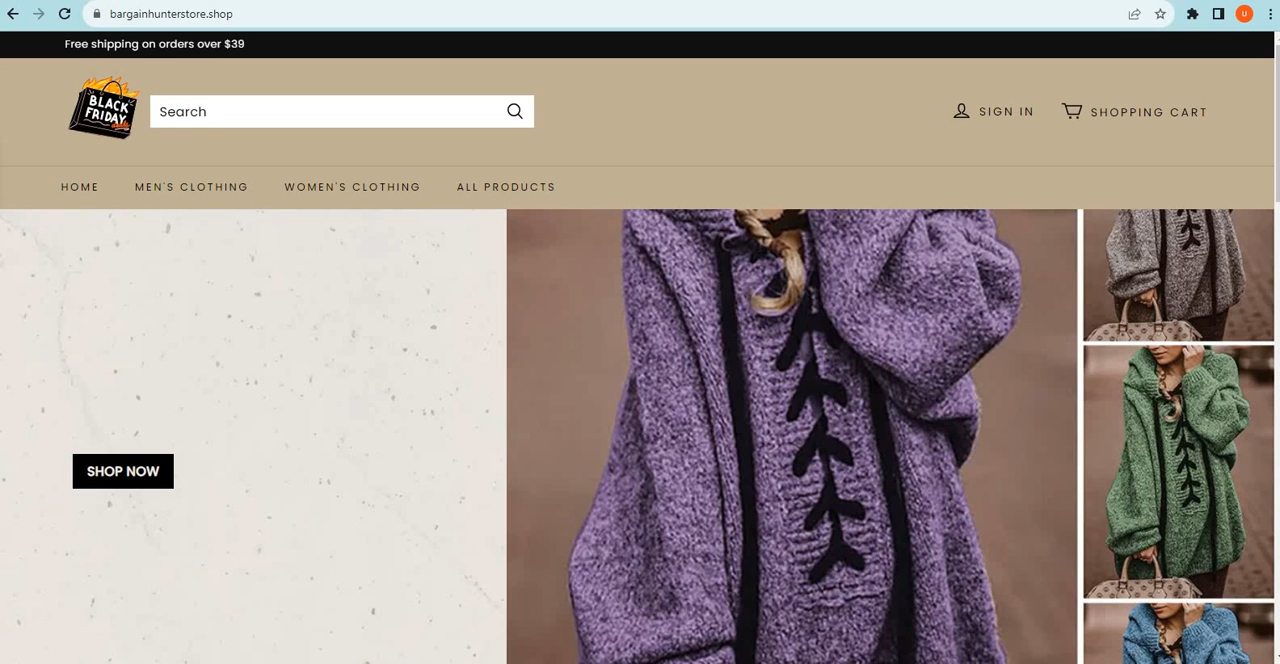 bargainhunterstore.shop
U
Free shipping on orders over $39
BLACK
FRIDAY
Search
SIGN IN
SHOPPING CART
HOME
MEN'S CLOTHING
WOMEN'S CLOTHING
ALL PRODUCTS
SHOP NOW